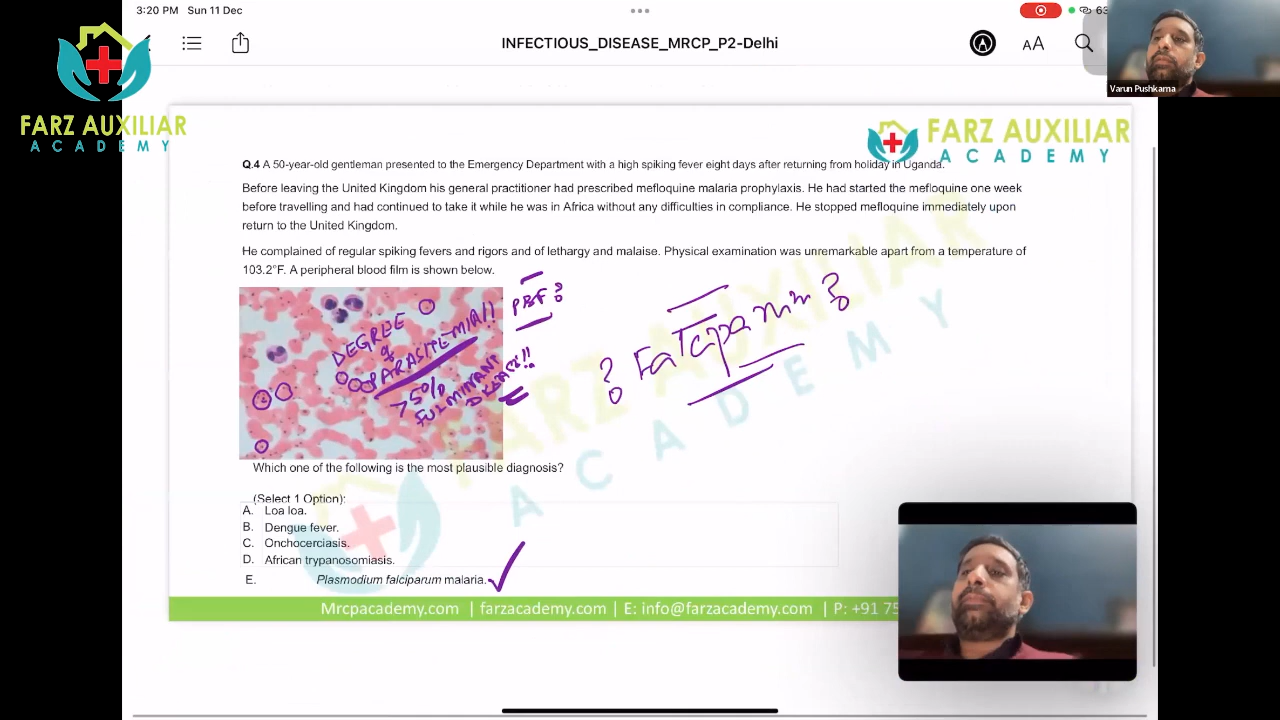 3:20 PM Sun 11 Dec
63
INFECTIOUS_DISEASE_MRCP_P2-Delhi
AA
Varun Pushkarna
FARZ AUXILIAR
ACADEMY
FARZ AUXILIAR
ACADEMY
Q.4 A 50-year-old gentleman presented to the Emergency Department with a high spiking fever eight days after returning from holiday in Uganda.
Before leaving the United Kingdom his general practitioner had prescribed mefloquine malaria prophylaxis. He had started the mefloquine one week
before travelling and had continued to take it while he was in Africa without any difficulties in compliance. He stopped mefloquine immediately upon
return to the United Kingdom.
He complained of regular spiking fevers and rigors and of lethargy and malaise. Physical examination was unremarkable apart from a temperature of
103.2°F. A peripheral blood film is shown below.
PBF?
DEGREE
of
PARASITEMIA!!
>5%
FULMINANT
!!
? Falciparum ?
FARZ AUXILIAR
ACADEMY
Which one of the following is the most plausible diagnosis?
(Select 1 Option):
A. Loa loa.
B. Dengue fever.
C. Onchocerciasis.
D. African trypanosomiasis.
E. Plasmodium falciparum malaria.
Mrcpacademy.com | farzacademy.com | E: info@farzacademy.com | P: +91 75